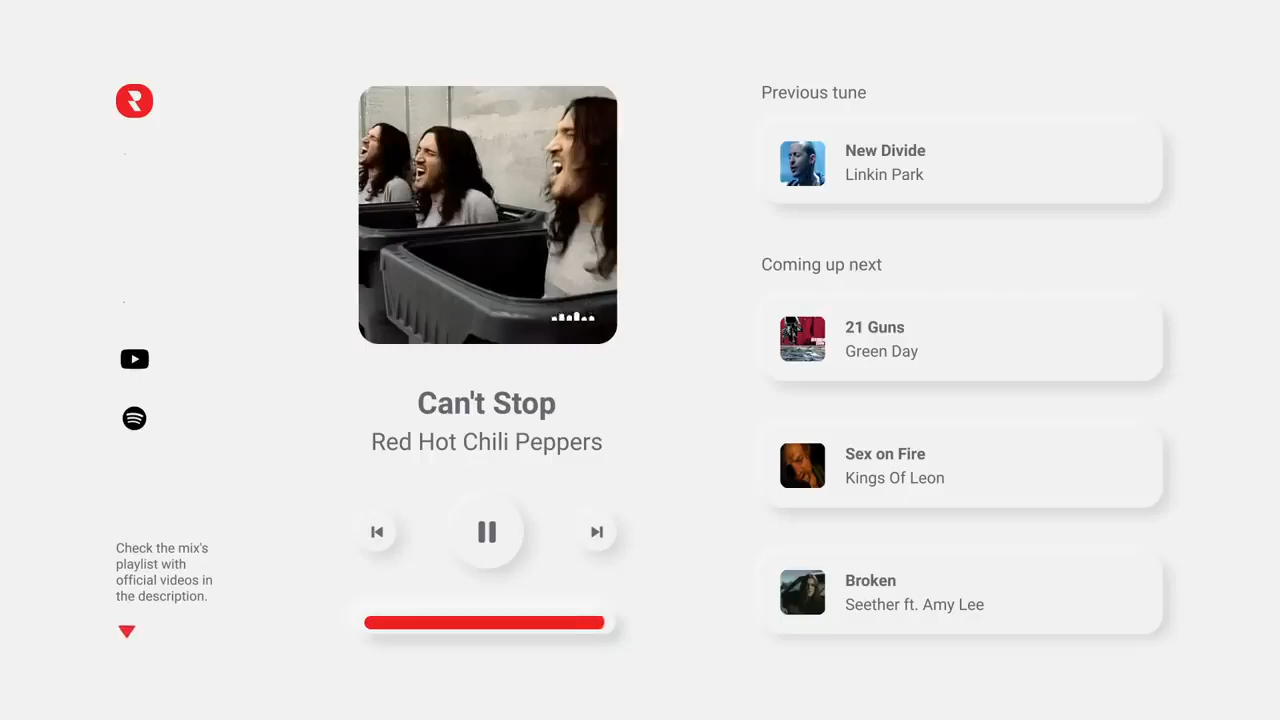 Previous tune
New Divide
Linkin Park
Coming up next
21 Guns
Green Day
Sex on Fire
Kings Of Leon
Broken
Seether ft. Amy Lee
Can't Stop
Red Hot Chili Peppers
Check the mix's
playlist with
official videos in
the description.